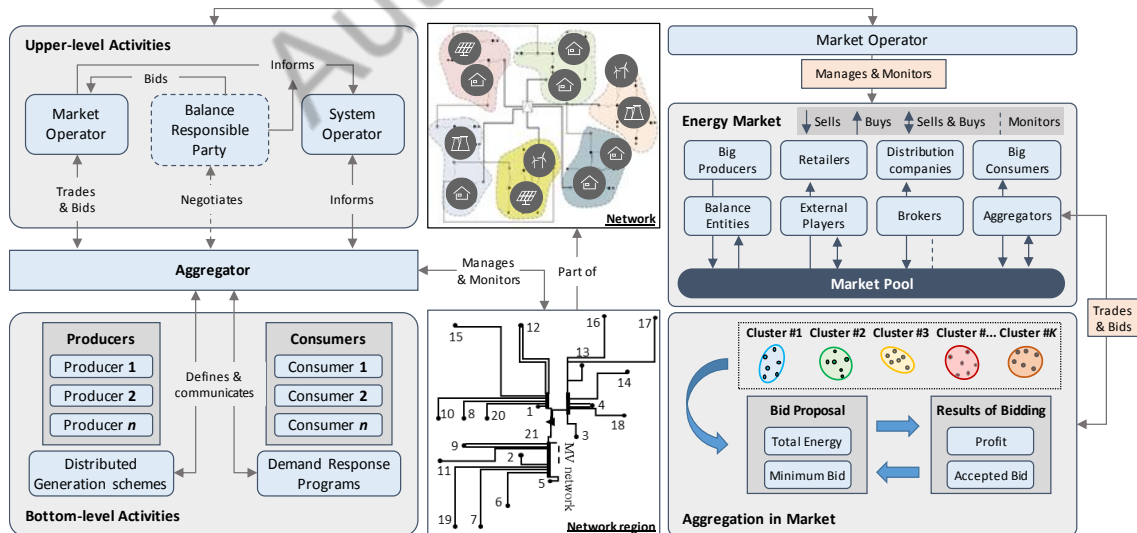 Aut
Upper-level Activities
Informs
Bids
Market
Operator
Balance
Responsible
Party
System
Operator
Trades
& Bids
Negotiates
Informs
Aggregator
Producers
Producer 1
Producer 2
Producer n
Consumers
Consumer 1
Consumer 2
Consumer n
Defines &
communicates
Distributed
Generation schemes
Demand Response
Programs
Bottom-level Activities
Network
Manages
& Monitors
Part of
15
12
16
17
13
14
10
8
20
1
4
18
21
3
9
2
11
5
6
19
7
MV network
Network region
Market Operator
Manages & Monitors
Energy Market
Sells
Buys
Sells & Buys
Monitors
Big
Producers
Retailers
Distribution
companies
Big
Consumers
Balance
Entities
External
Players
Brokers
Aggregators
Market Pool
Trades
& Bids
Cluster #1
Cluster #2
Cluster #3
Cluster #...
Cluster #K
Bid Proposal
Total Energy
Minimum Bid
Results of Bidding
Profit
Accepted Bid
Aggregation in Market